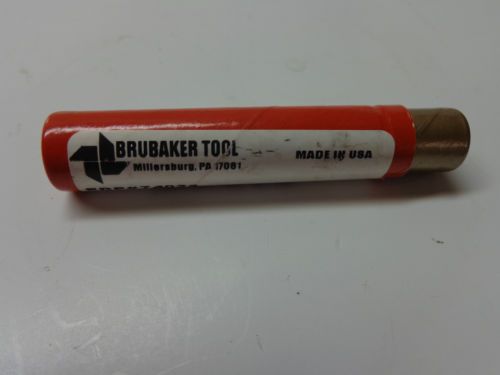 BRUBAKER TOOL
Millersburg, PA 17061
MADE IN USA